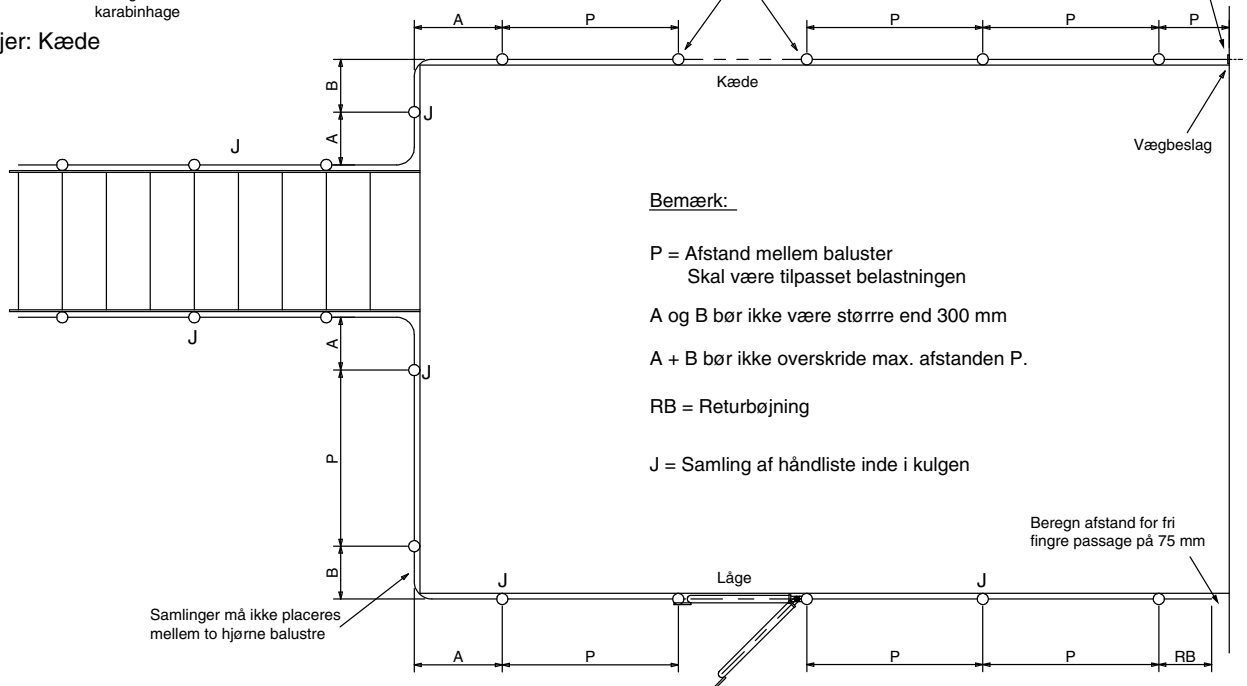 karabinhage
jer: Kæde
A
P
P
P
P
Kæde
B
J
A
Vægbeslag
J
Bemærk:
P = Afstand mellem baluster
Skal være tilpasset belastningen
A og B bør ikke være størrre end 300 mm
A + B bør ikke overskride max. afstanden P.
RB = Returbøjning
J = Samling af håndliste inde i kulgen
J
A
J
P
B
Beregn afstand for fri
fingre passage på 75 mm
J
Låge
J
Samlinger må ikke placeres
mellem to hjørne balustre
A
P
P
P
RB